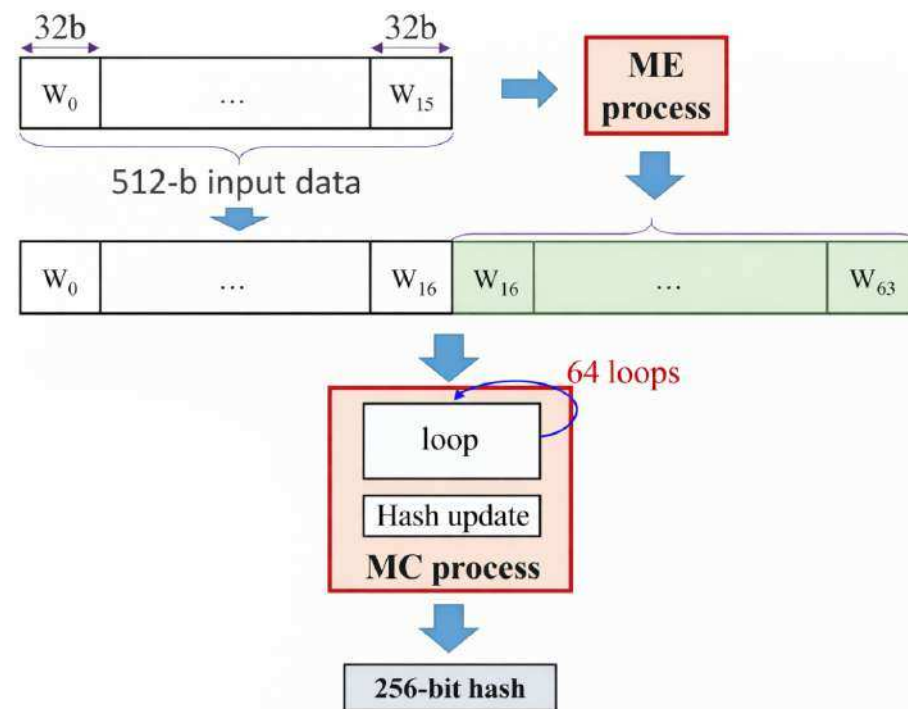 32b 32b
W₀ ... W₁₅
ME
process
512-b input data
W₀ ... W₁₆ W₁₆ ... W₆₃
64 loops
loop
Hash update
MC process
256-bit hash